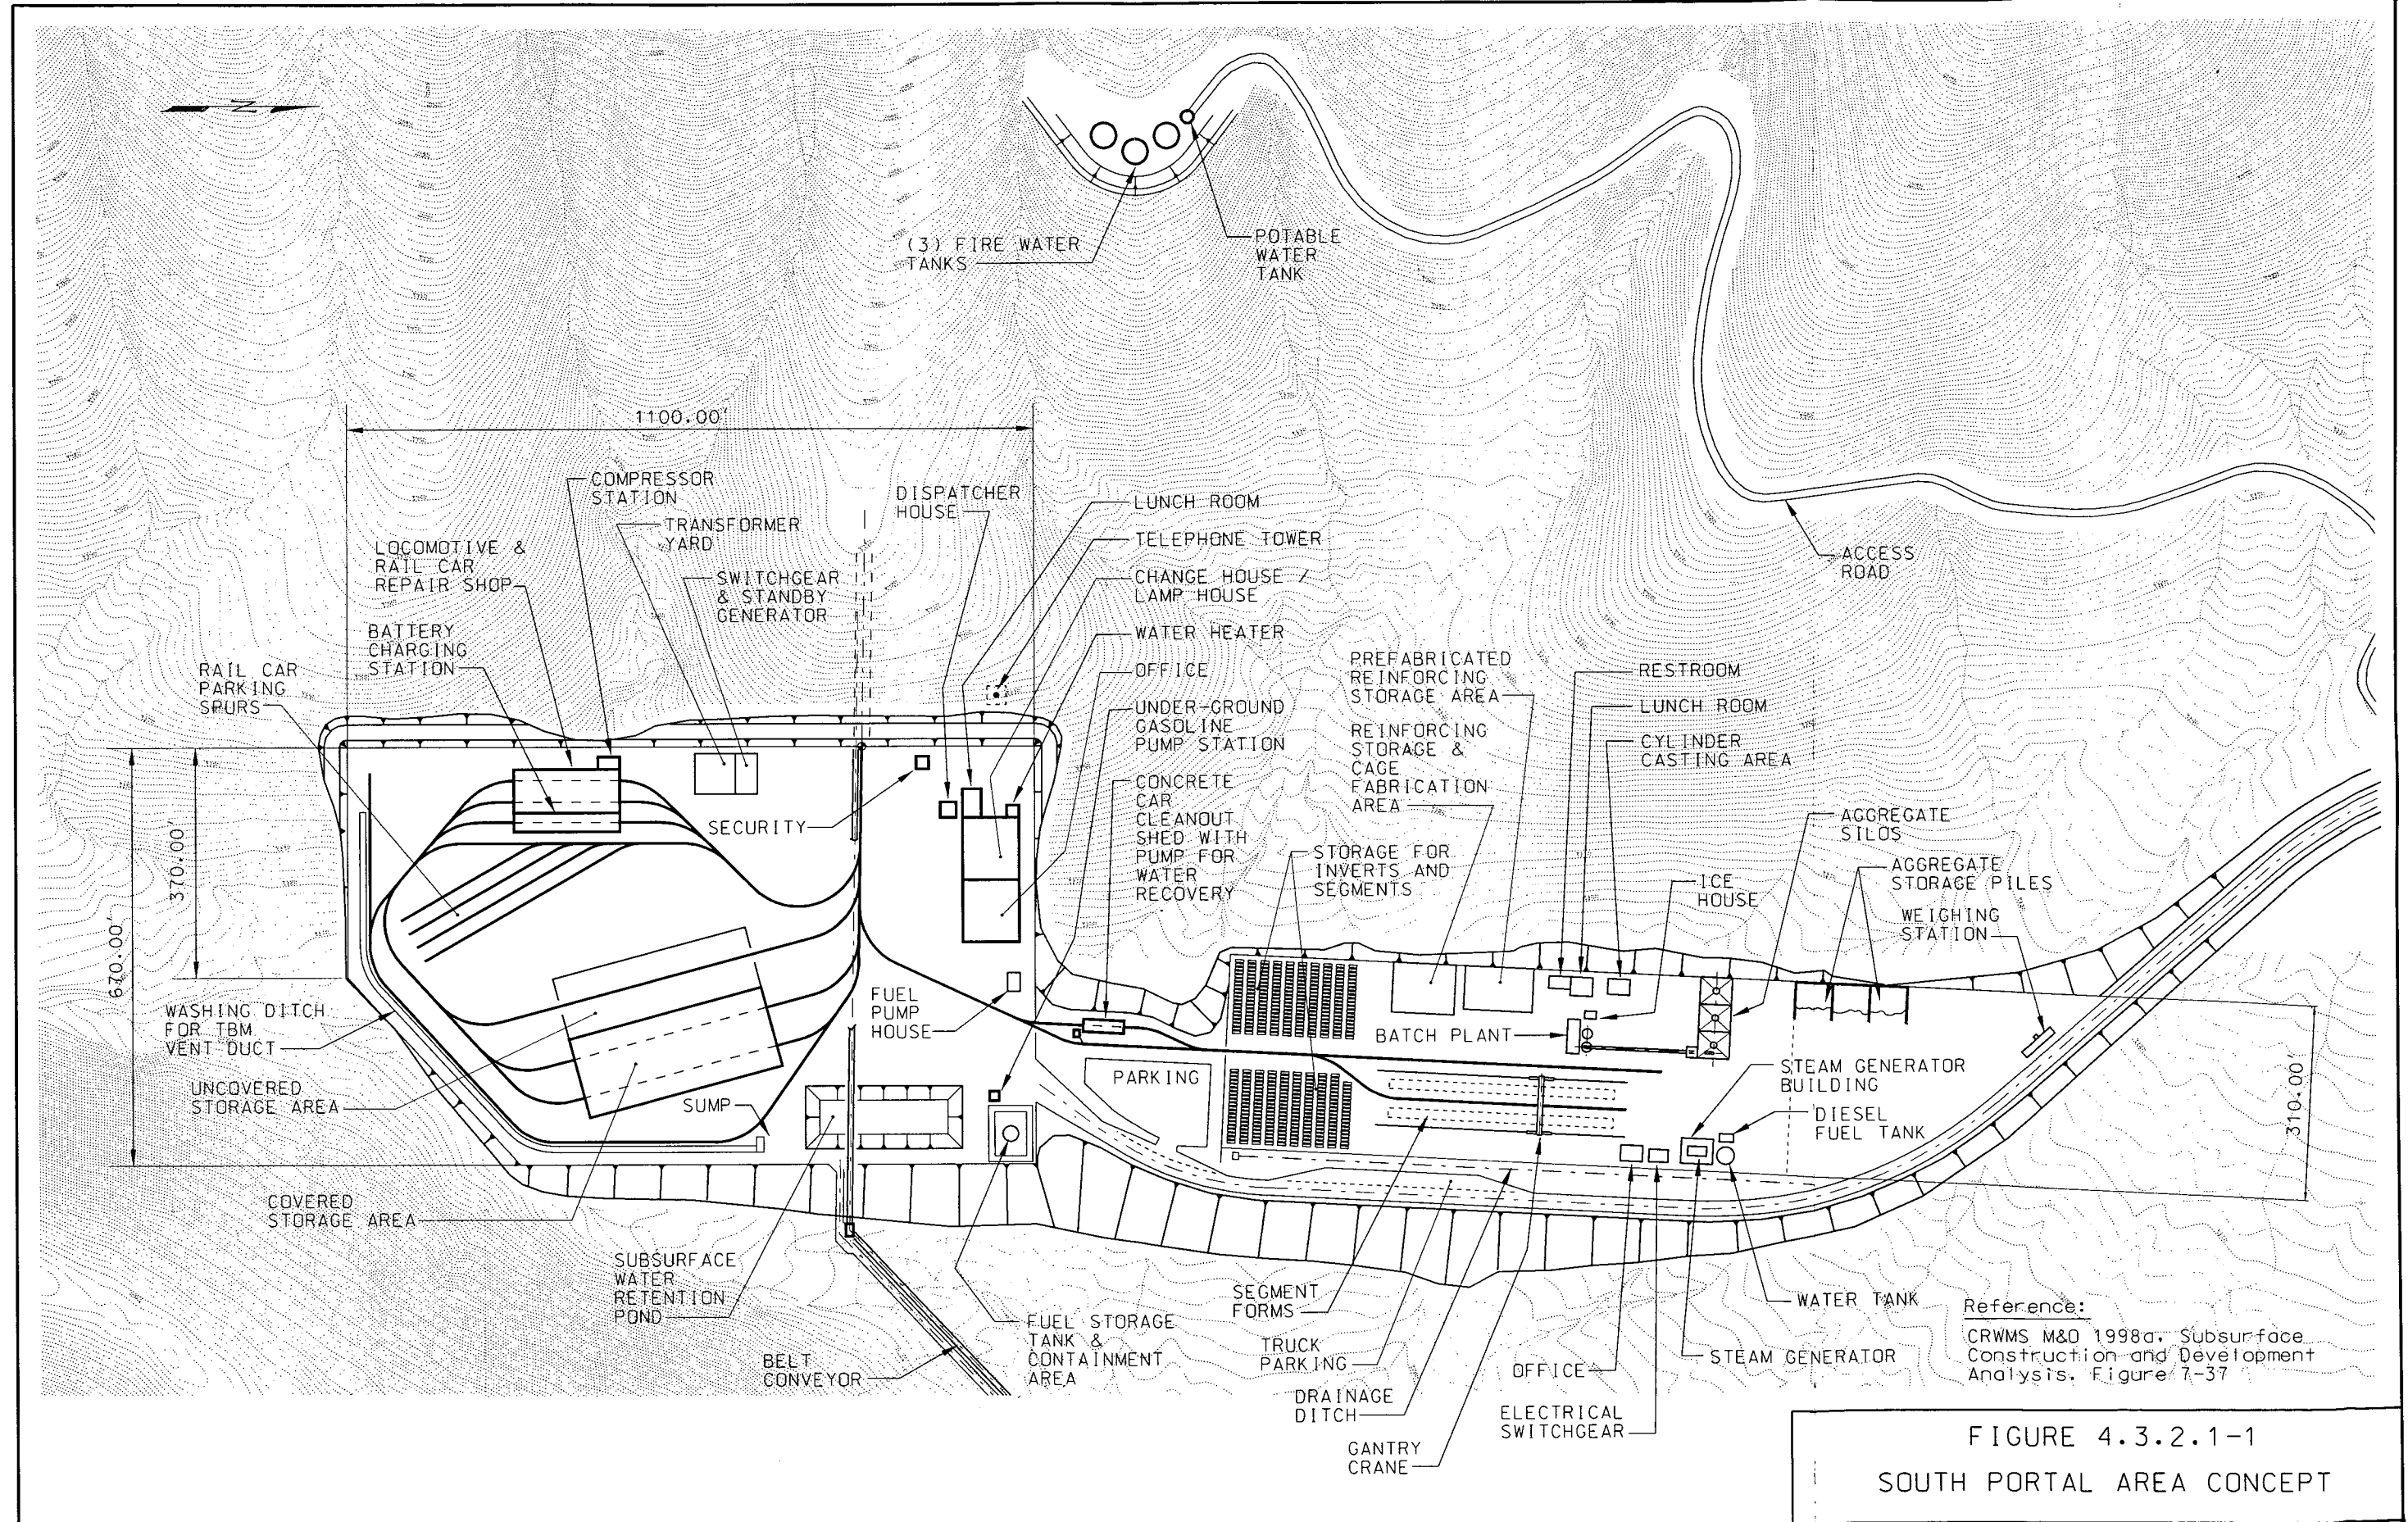 N
(3) FIRE WATER
TANKS
POTABLE
WATER
TANK
1100.00'
COMPRESSOR
STATION
DISPATCHER
HOUSE
LUNCH ROOM
TRANSFORMER
YARD
TELEPHONE TOWER
LOCOMOTIVE &
RAIL CAR
REPAIR SHOP
SWITCHGEAR
& STANDBY
GENERATOR
CHANGE HOUSE /
LAMP HOUSE
ACCESS
ROAD
BATTERY
CHARGING
STATION
WATER HEATER
RAIL CAR
PARKING
SPURS
OFFICE
PREFABRICATED
REINFORCING
STORAGE AREA
RESTROOM
UNDER-GROUND
GASOLINE
PUMP STATION
LUNCH ROOM
REINFORCING
STORAGE &
CAGE
FABRICATION
AREA
CYLINDER
CASTING AREA
CONCRETE
CAR
CLEANOUT
SHED WITH
PUMP FOR
WATER
RECOVERY
SECURITY
AGGREGATE
SILOS
370.00'
670.00'
STORAGE FOR
INVERTS AND
SEGMENTS
AGGREGATE
STORAGE PILES
ICE
HOUSE
WEIGHING
STATION
WASHING DITCH
FOR TBM
VENT DUCT
FUEL
PUMP
HOUSE
BATCH PLANT
UNCOVERED
STORAGE AREA
SUMP
PARKING
STEAM GENERATOR
BUILDING
DIESEL
FUEL TANK
310.00'
COVERED
STORAGE AREA
SUBSURFACE
WATER
RETENTION
POND
BELT
CONVEYOR
FUEL STORAGE
TANK &
CONTAINMENT
AREA
SEGMENT
FORMS
TRUCK
PARKING
DRAINAGE
DITCH
GANTRY
CRANE
OFFICE
ELECTRICAL
SWITCHGEAR
STEAM GENERATOR
WATER TANK
Reference:
CRWMS M&O 1998a, Subsurface
Construction and Development
Analysis, Figure 7-37
FIGURE 4.3.2.1-1
SOUTH PORTAL AREA CONCEPT